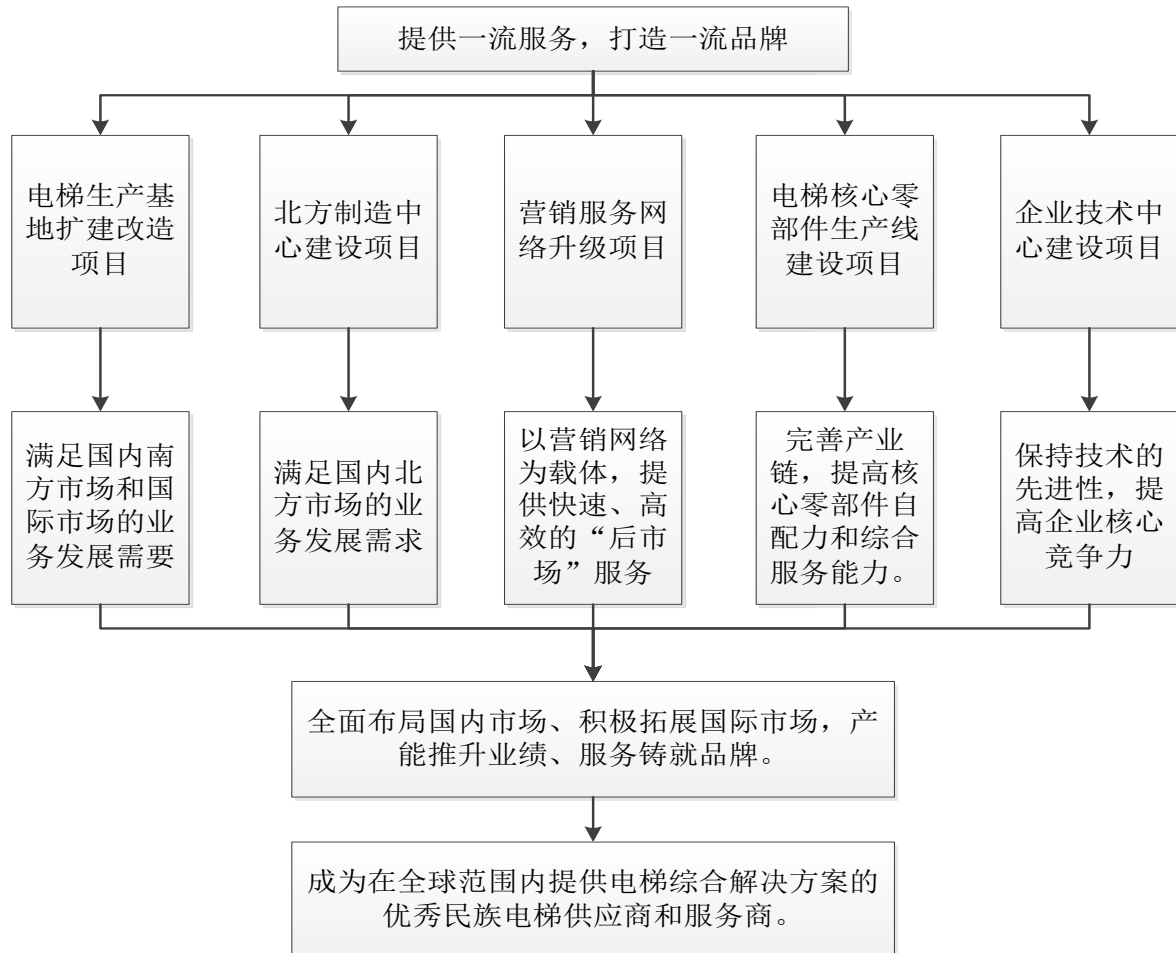 提供一流服务，打造一流品牌
电梯生产基
地扩建改造
项目
北方制造中
心建设项目
营销服务网
络升级项目
电梯核心零
部件生产线
建设项目
企业技术中
心建设项目
满足国内南
方市场和国
际市场的业
务发展需要
满足国内北
方市场的业
务发展需求
以营销网络
为载体，提
供快速、高
效的“后市
场”服务
完善产业
链，提高核
心零部件自
配力和综合
服务能力。
保持技术的
先进性，提
高企业核心
竞争力
全面布局国内市场、积极拓展国际市场，产
能推升业绩、服务铸就品牌。
成为在全球范围内提供电梯综合解决方案的
优秀民族电梯供应商和服务商。